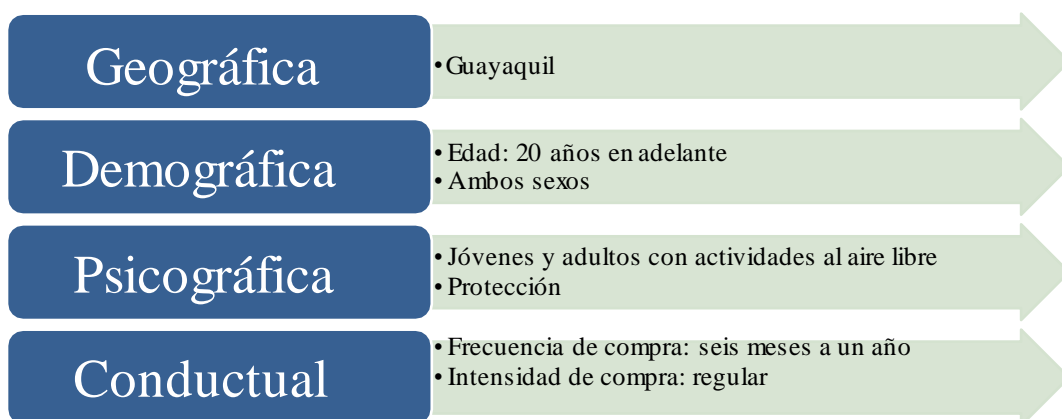 Geográfica
• Guayaquil
Demográfica
• Edad: 20 años en adelante
• Ambos sexos
Psicográfica
• Jóvenes y adultos con actividades al aire libre
• Protección
Conductual
• Frecuencia de compra: seis meses a un año
• Intensidad de compra: regular